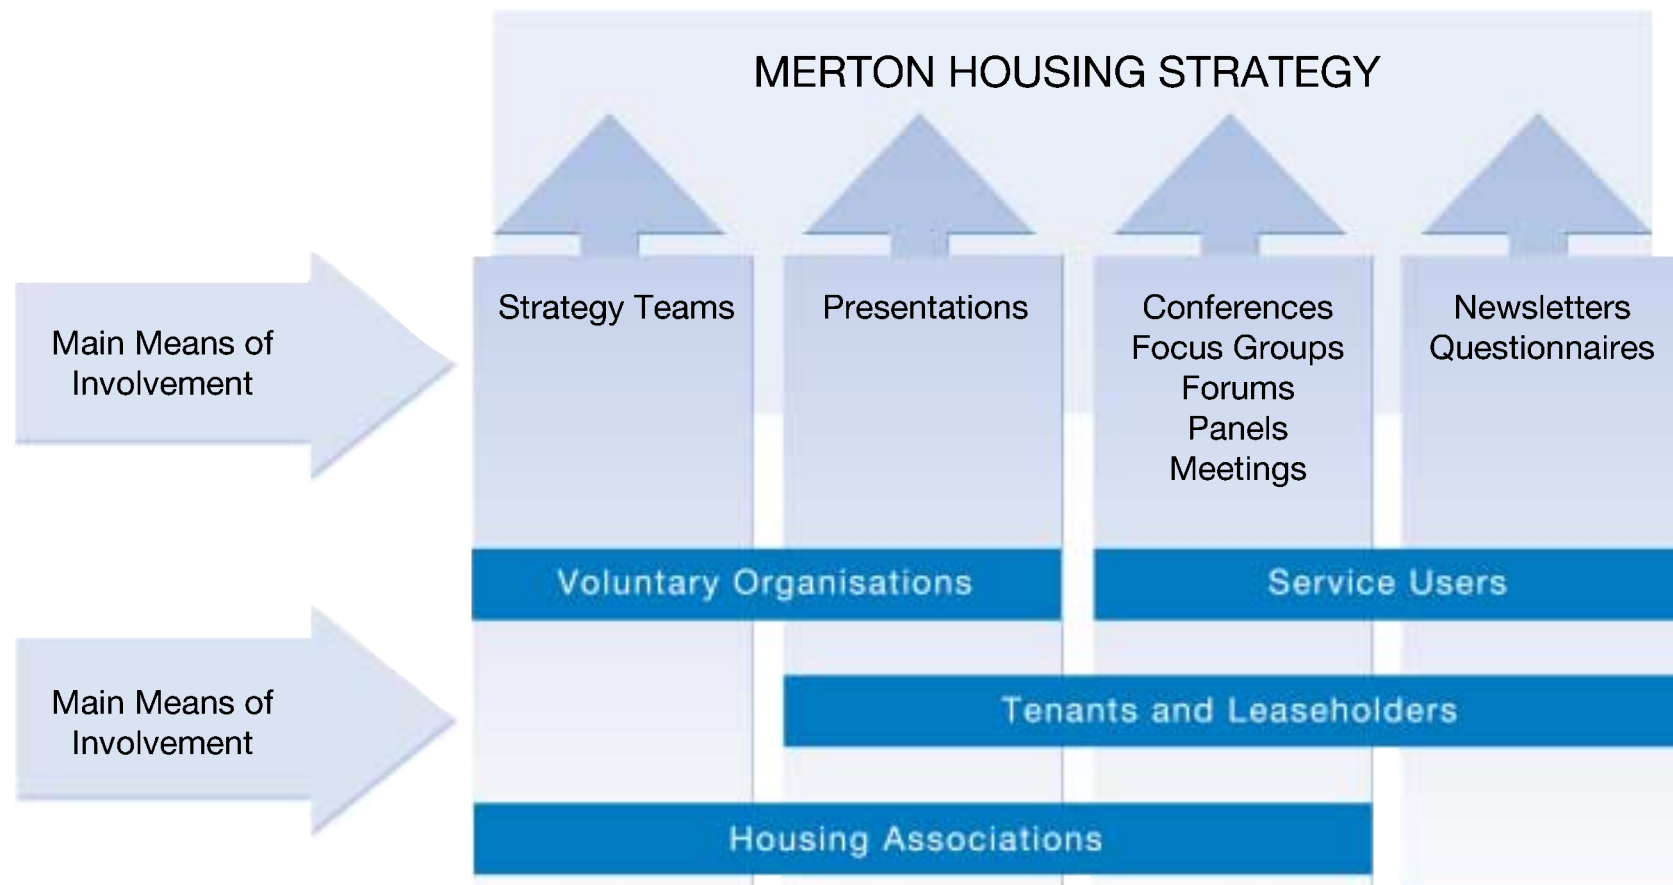 MERTON HOUSING STRATEGY
Main Means of
Involvement
Strategy Teams
Presentations
Conferences
Focus Groups
Forums
Panels
Meetings
Newsletters
Questionnaires
Voluntary Organisations
Service Users
Main Means of
Involvement
Tenants and Leaseholders
Housing Associations